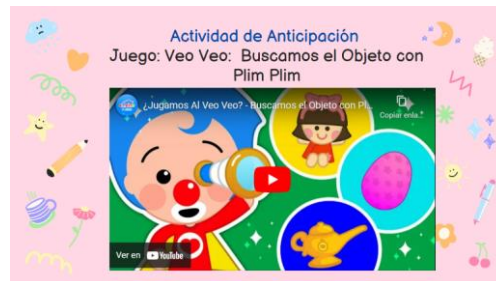 Actividad de Anticipación
Juego: Veo Veo: Buscamos el Objeto con
Plim Plim
¿Jugamos Al Veo Veo? - Buscamos el Objeto con Pl...
Copiar enla...
Ver en YouTube